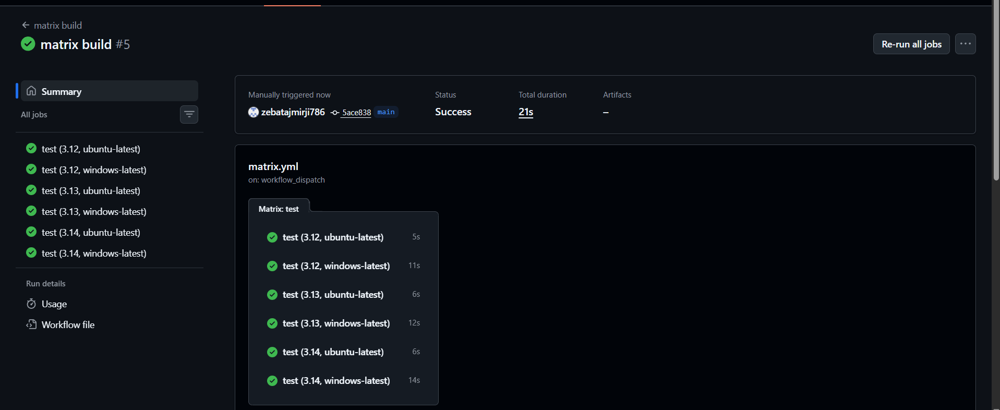 matrix build
matrix build #5
Re-run all jobs
Summary
All jobs
test (3.12, ubuntu-latest)
test (3.12, windows-latest)
test (3.13, ubuntu-latest)
test (3.13, windows-latest)
test (3.14, ubuntu-latest)
test (3.14, windows-latest)
Run details
Usage
Workflow file
Manually triggered now
zebatajmirji786 5ace838 main
Status
Success
Total duration
21s
Artifacts
–
matrix.yml
on: workflow_dispatch
Matrix: test
test (3.12, ubuntu-latest) 5s
test (3.12, windows-latest) 11s
test (3.13, ubuntu-latest) 6s
test (3.13, windows-latest) 12s
test (3.14, ubuntu-latest) 6s
test (3.14, windows-latest) 14s